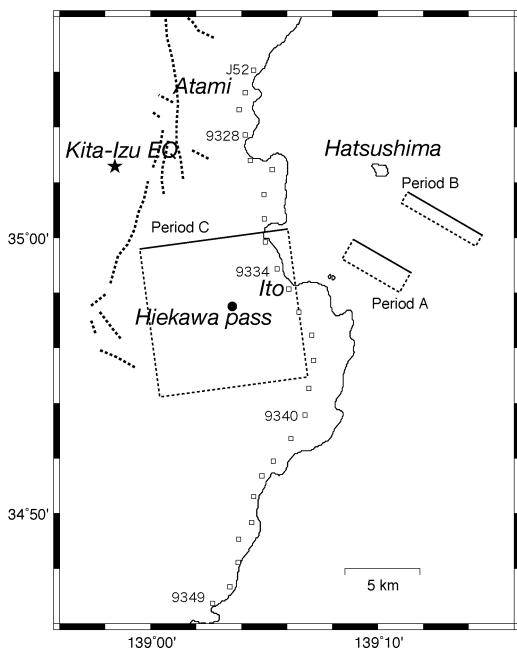 J52
Atami
9328
Kita-Izu EQ
Hatsushima
Period B
Period C
35°00'
9334
Ito
Period A
Hiekawa pass
9340
34°50'
5 km
9349
139°00'
139°10'